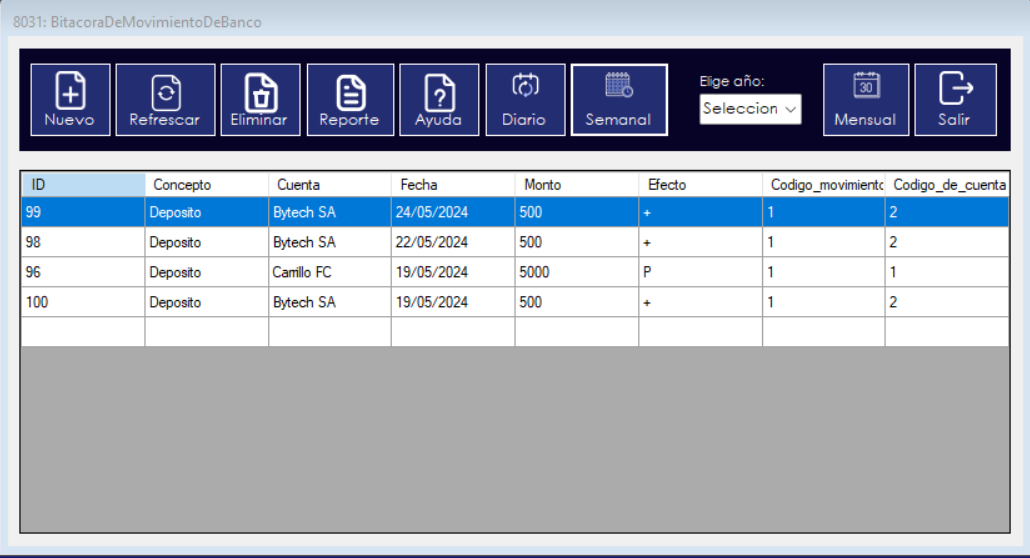 8031: BitacoraDeMovimientoDeBanco
Elige año:
Nuevo Refrescar Eliminar Reporte Ayuda Diario Semanal Seleccion 30 Mensual Salir
ID Concepto Cuenta Fecha Monto Efecto Codigo_movimiento Codigo_de_cuenta
99 Deposito Bytech SA 24/05/2024 500 + 1 2
98 Deposito Bytech SA 22/05/2024 500 + 1 2
96 Deposito Carrillo FC 19/05/2024 5000 P 1 1
100 Deposito Bytech SA 19/05/2024 500 + 1 2